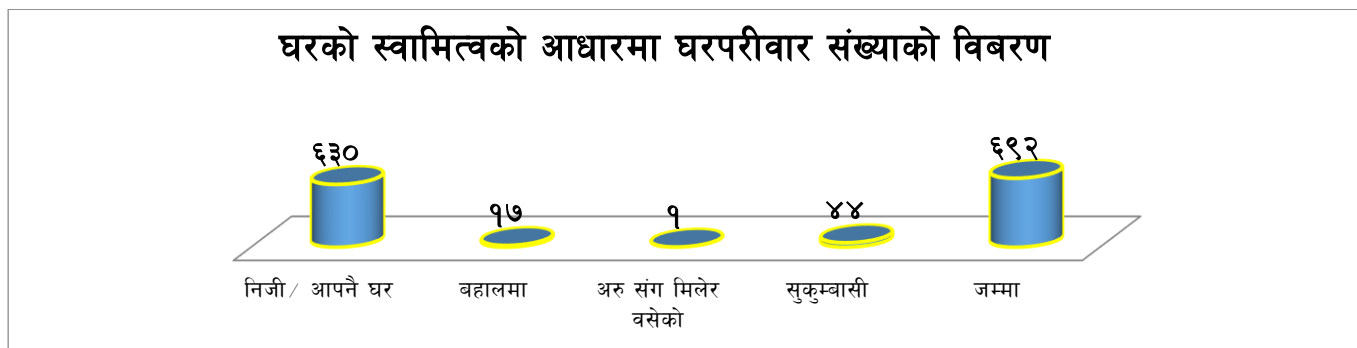 घरको स्वामित्वको आधारमा घरपरीवार संख्याको विबरण
६३०
१७
१
४४
६९२
निजी/ आपनै घर
बहालमा
अरु संग मिलेर
वसेको
सुकुम्बासी
जम्मा